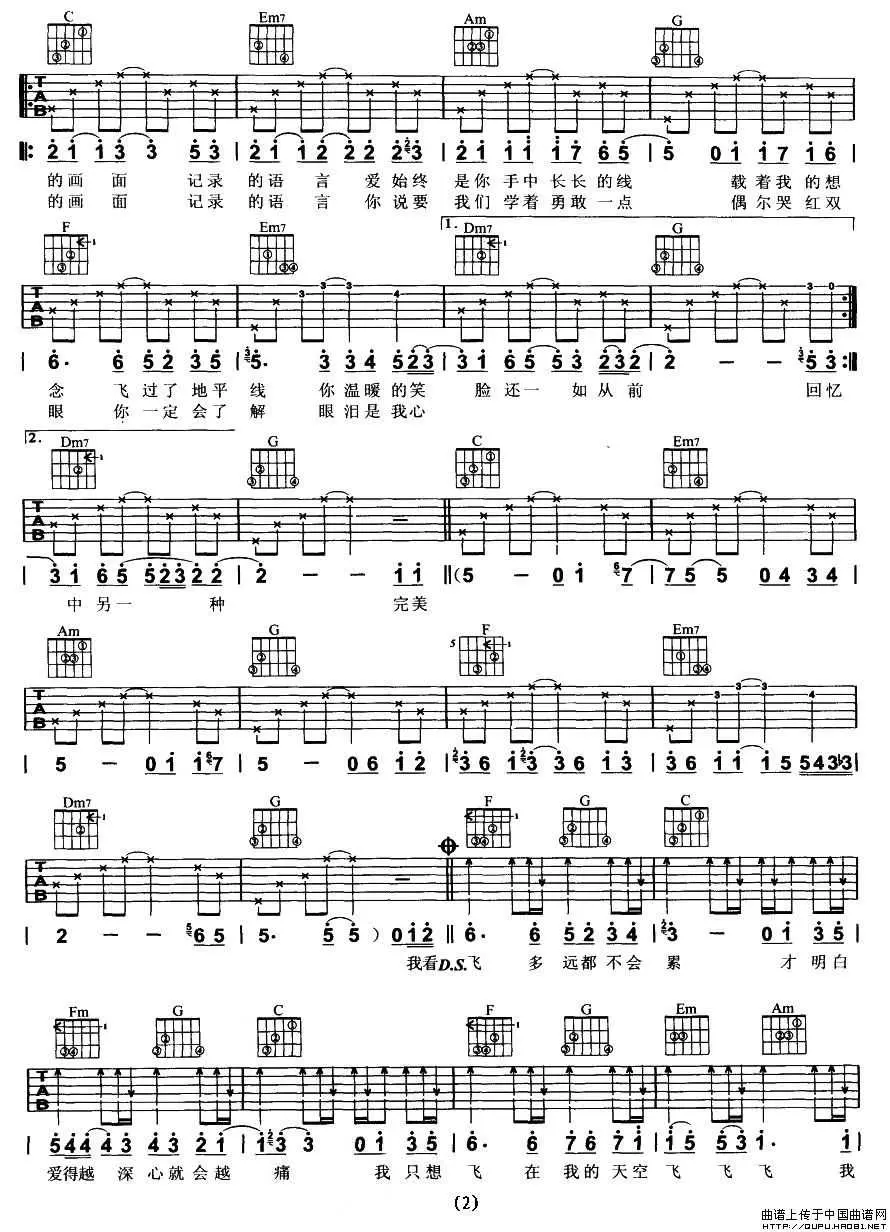 C Em7 Am G
T A B
2 1 1 3 3 5 3 | 2 1 1 2 2 2 2 3 | 2 1 1 1 1 7 6 5 | 5 0 1 1 7 1 6 |
的画 面 记录 的语 言 爱始终 是你 手中 长长的线 载着我的想
的画 面 记录 的语 言 你说要 我们 学着 勇敢一点 偶尔哭红双
1.
F Em7 Dm7 G
T A B
3 3 3 4 3 0
| 6· 6 5 2 3 5 | 5· 3 3 4 5 2 3 | 3 1 6 5 5 3 2 3 2 | 2 - - 5 3 :||
念 飞 过了地平 线 你温暖的笑 脸还一 如从前 回忆
眼 你 一定会了 解 眼泪是我心
2.
Dm7 G C Em7
T A B
3 1 6 5 5 2 3 2 2 | 2 - - 1 1 || (5 - 0 1 7 | 7 5 5 0 4 3 4 |
中另一 种 完美
Am G F Em7
5
T A B
3 3 3 4
| 5 - 0 1 1 7 | 5 - 0 6 1 2 | 3 6 1 3 3 6 1 3 | 3 6 1 1 1 5 5 4 3 3 |
Dm7 G F G C
T A B
| 2 - - 6 5 | 5· 5 5 ) 0 1 2 || 6· 6 5 2 3 4 | 3 - 0 1 3 5 |
我看D.S.飞 多 远都不会 累 才明白
Fm G C F G Em Am
T A B
| 5 4 4 4 3 4 3 2 1 | 1 3 3 0 1 3 5 | 6· 6 7 6 7 1 | 5 5 3 1· 1 |
爱得越 深心就会越 痛 我只想 飞 在我的天空 飞 飞 飞 我
(2)
曲谱上传于中国曲谱网
HTTP://QUPU.HAO81.NET